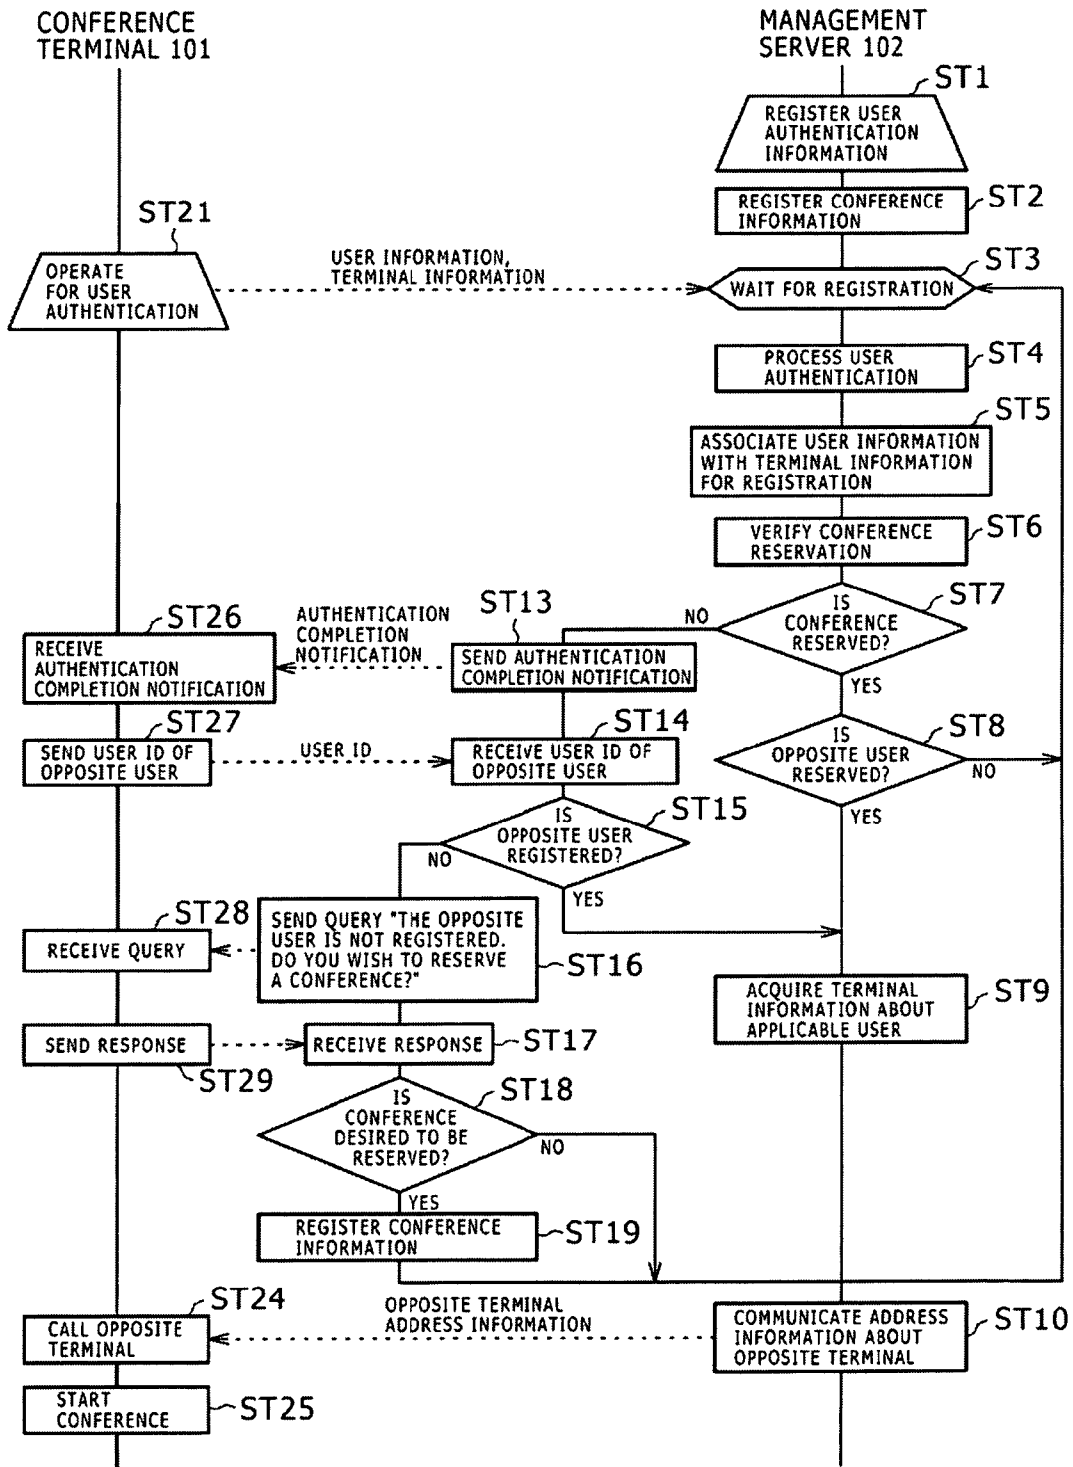 CONFERENCE
TERMINAL 101
MANAGEMENT
SERVER 102
ST1
REGISTER USER
AUTHENTICATION
INFORMATION
REGISTER CONFERENCE
INFORMATION
ST2
ST21
OPERATE
FOR USER
AUTHENTICATION
USER INFORMATION,
TERMINAL INFORMATION
ST3
WAIT FOR REGISTRATION
PROCESS USER
AUTHENTICATION
ST4
ST5
ASSOCIATE USER INFORMATION
WITH TERMINAL INFORMATION
FOR REGISTRATION
VERIFY CONFERENCE
RESERVATION
ST6
IS
CONFERENCE
RESERVED?
ST7
NO
YES
ST13
SEND AUTHENTICATION
COMPLETION NOTIFICATION
AUTHENTICATION
COMPLETION
NOTIFICATION
ST26
RECEIVE
AUTHENTICATION
COMPLETION NOTIFICATION
ST27
SEND USER ID OF
OPPOSITE USER
USER ID
ST14
RECEIVE USER ID OF
OPPOSITE USER
ST8
IS
OPPOSITE USER
RESERVED?
NO
YES
ST15
IS
OPPOSITE USER
REGISTERED?
NO
YES
ST28
RECEIVE QUERY
SEND QUERY "THE OPPOSITE
USER IS NOT REGISTERED.
DO YOU WISH TO RESERVE
A CONFERENCE?"
ST16
ACQUIRE TERMINAL
INFORMATION ABOUT
APPLICABLE USER
ST9
SEND RESPONSE
ST29
RECEIVE RESPONSE
ST17
IS
CONFERENCE
DESIRED TO BE
RESERVED?
ST18
NO
YES
REGISTER CONFERENCE
INFORMATION
ST19
ST24
CALL OPPOSITE
TERMINAL
OPPOSITE TERMINAL
ADDRESS INFORMATION
COMMUNICATE ADDRESS
INFORMATION ABOUT
OPPOSITE TERMINAL
ST10
START
CONFERENCE
ST25